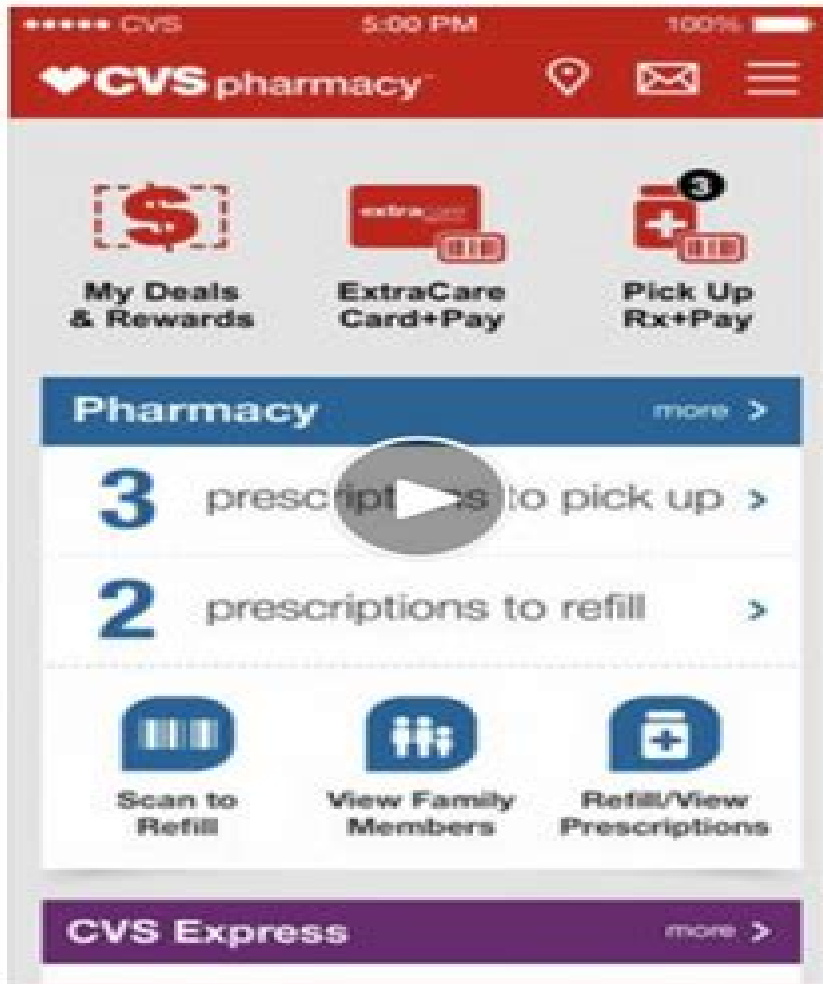 CVS 5:00 PM 100%
CVS pharmacy
extracare
3
My Deals ExtraCare Pick Up
& Rewards Card+Pay Rx+Pay
Pharmacy more >
3 prescriptions to pick up >
2 prescriptions to refill >
Scan to View Family Refill/View
Refill Members Prescriptions
CVS Express more >